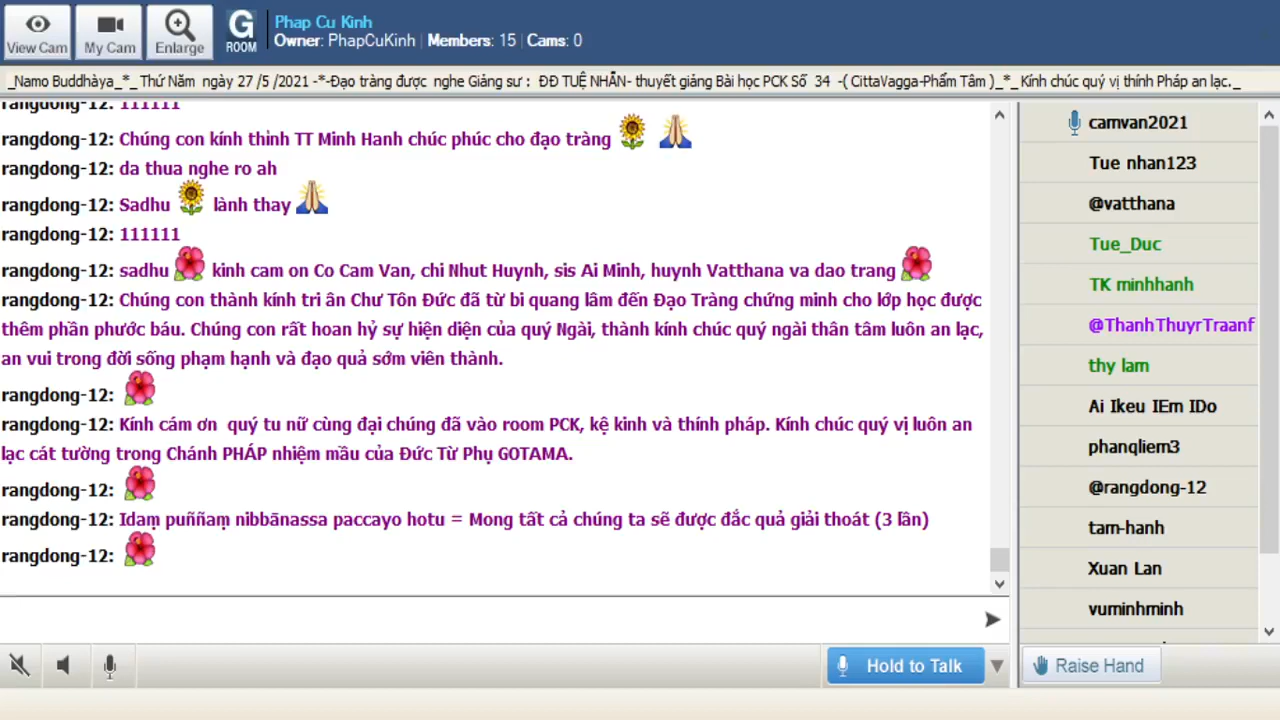 View Cam
My Cam
Enlarge
G
ROOM
Phap Cu Kinh
Owner: PhapCuKinh | Members: 15 | Cams: 0
_Namo Buddhàya_*_ Thứ Năm ngày 27 /5 /2021 -*-Đạo tràng được nghe Giảng sư : ĐĐ TUỆ NHẪN- thuyết giảng Bài học PCK Số 34 -( CittaVagga-Phẩm Tâm )_*_ Kính chúc quý vị thính Pháp an lạc._
rangdong-12: 111111
rangdong-12: Chúng con kính thỉnh TT Minh Hanh chúc phúc cho đạo tràng
rangdong-12: da thua nghe ro ah
rangdong-12: Sadhu lành thay
rangdong-12: 111111
rangdong-12: sadhu kinh cam on Co Cam Van, chi Nhut Huynh, sis Ai Minh, huynh Vatthana va dao trang
rangdong-12: Chúng con thành kính tri ân Chư Tôn Đức đã từ bi quang lâm đến Đạo Tràng chứng minh cho lớp học được
thêm phần phước báu. Chúng con rất hoan hỷ sự hiện diện của quý Ngài, thành kính chúc quý ngài thân tâm luôn an lạc,
an vui trong đời sống phạm hạnh và đạo quả sớm viên thành.
rangdong-12:
rangdong-12: Kính cám ơn quý tu nữ cùng đại chúng đã vào room PCK, kệ kinh và thính pháp. Kính chúc quý vị luôn an
lạc cát tường trong Chánh PHÁP nhiệm mầu của Đức Từ Phụ GOTAMA.
rangdong-12:
rangdong-12: Idaṃ puññaṃ nibbānassa paccayo hotu = Mong tất cả chúng ta sẽ được đắc quả giải thoát (3 lần)
rangdong-12:
camvan2021
Tue nhan123
@vatthana
Tue_Duc
TK minhhanh
@ThanhThuyrTraanf
thy lam
Ai Ikeu IEm IDo
phanqliem3
@rangdong-12
tam-hanh
Xuan Lan
vuminhminh
Hold to Talk
Raise Hand